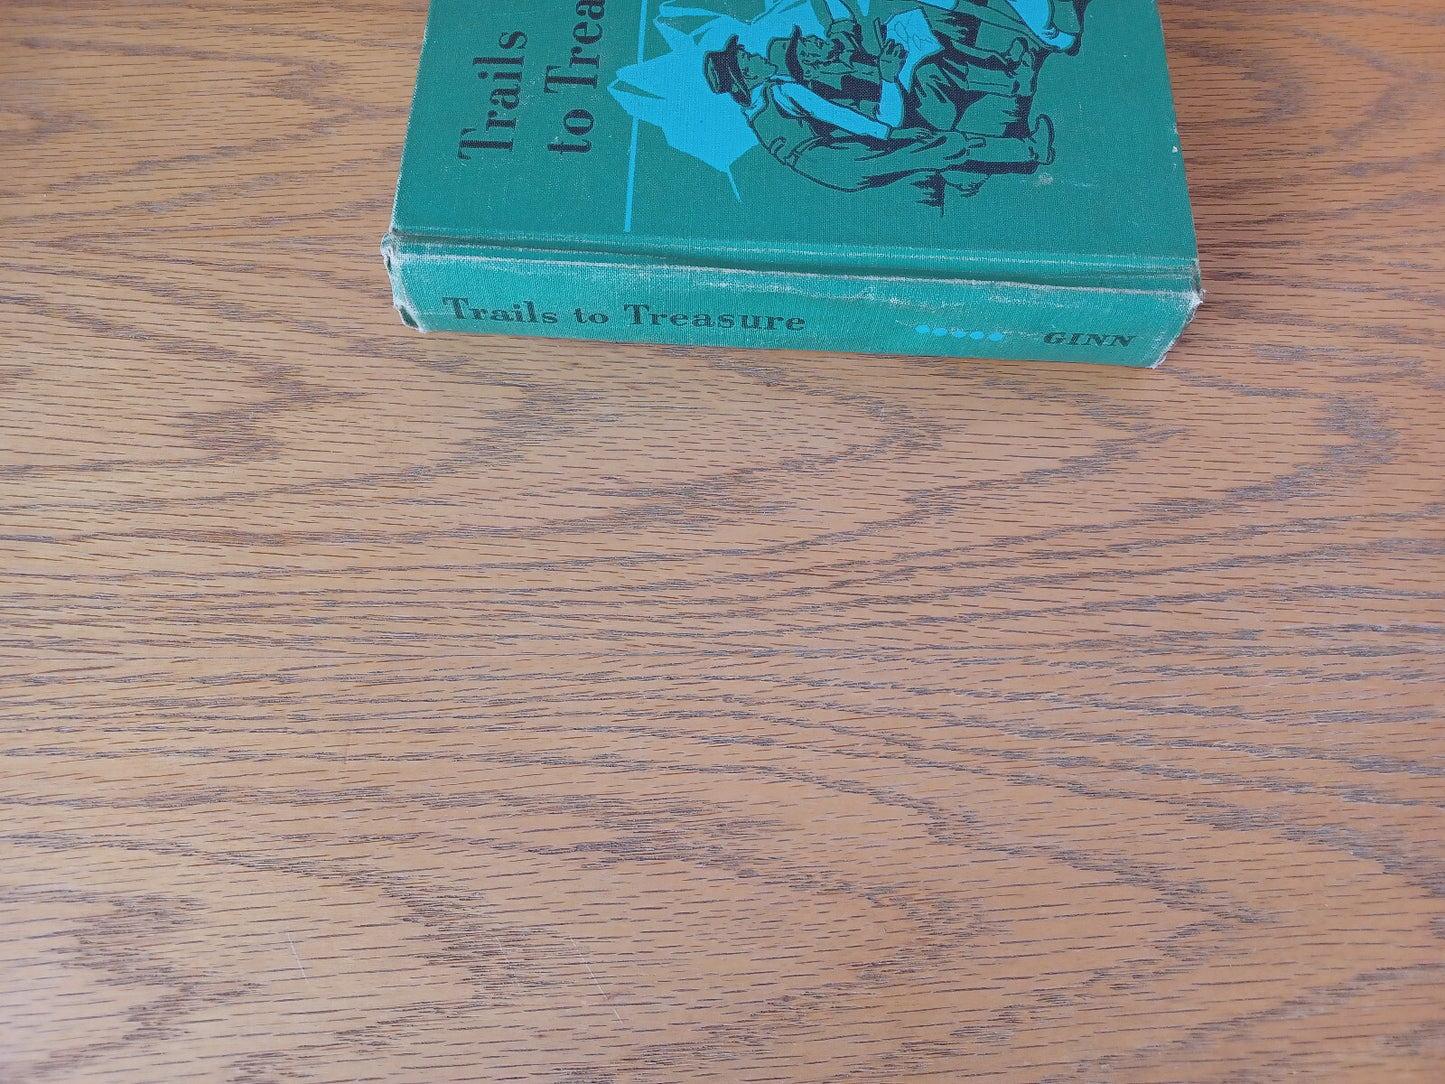 Trails
to Trea
Trails to Treasure ••••• GINN